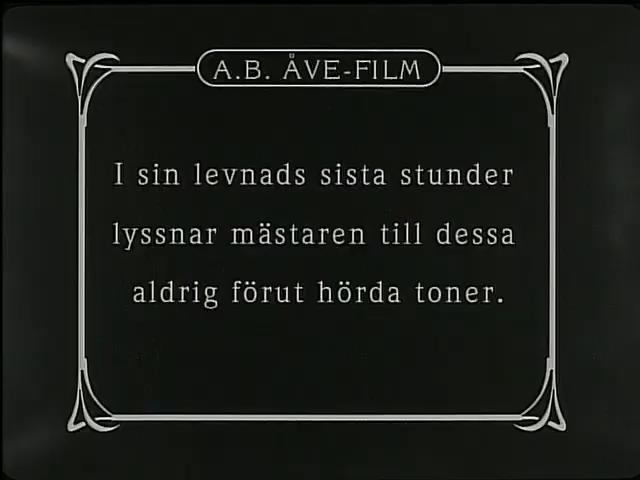 A.B. ÅVE-FILM
I sin levnads sista stunder
lyssnar mästaren till dessa
aldrig förut hörda toner.